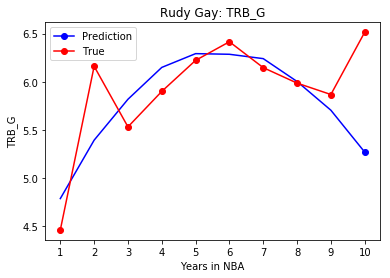 Rudy Gay: TRB_G
Prediction
True
6.5
6.0
5.5
5.0
4.5
TRB_G
1 2 3 4 5 6 7 8 9 10
Years in NBA